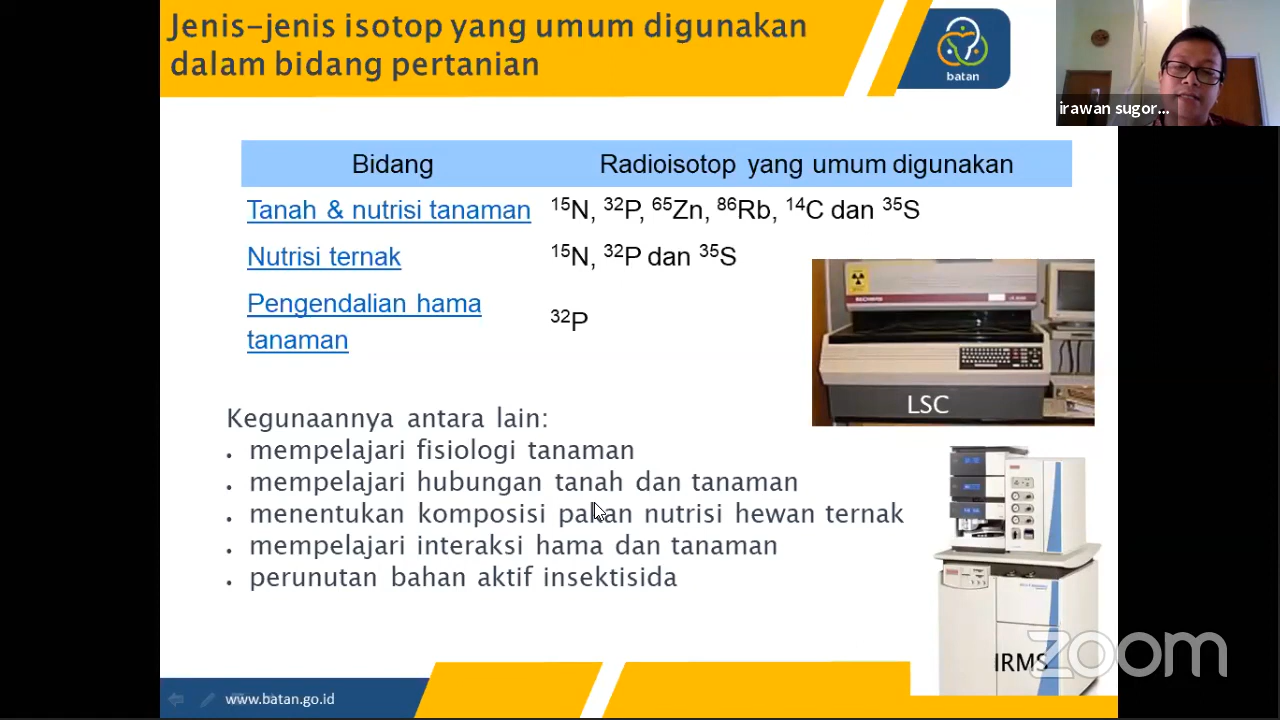 Jenis-jenis isotop yang umum digunakan
dalam bidang pertanian
batan
irawan sugor...
Bidang Radioisotop yang umum digunakan
Tanah & nutrisi tanaman ¹⁵N, ³²P, ⁶⁵Zn, ⁸⁶Rb, ¹⁴C dan ³⁵S
Nutrisi ternak ¹⁵N, ³²P dan ³⁵S
Pengendalian hama
tanaman ³²P
BECKMAN
LSC
Kegunaannya antara lain:
• mempelajari fisiologi tanaman
• mempelajari hubungan tanah dan tanaman
• menentukan komposisi pakan nutrisi hewan ternak
• mempelajari interaksi hama dan tanaman
• perunutan bahan aktif insektisida
IRMS
zoom
www.batan.go.id